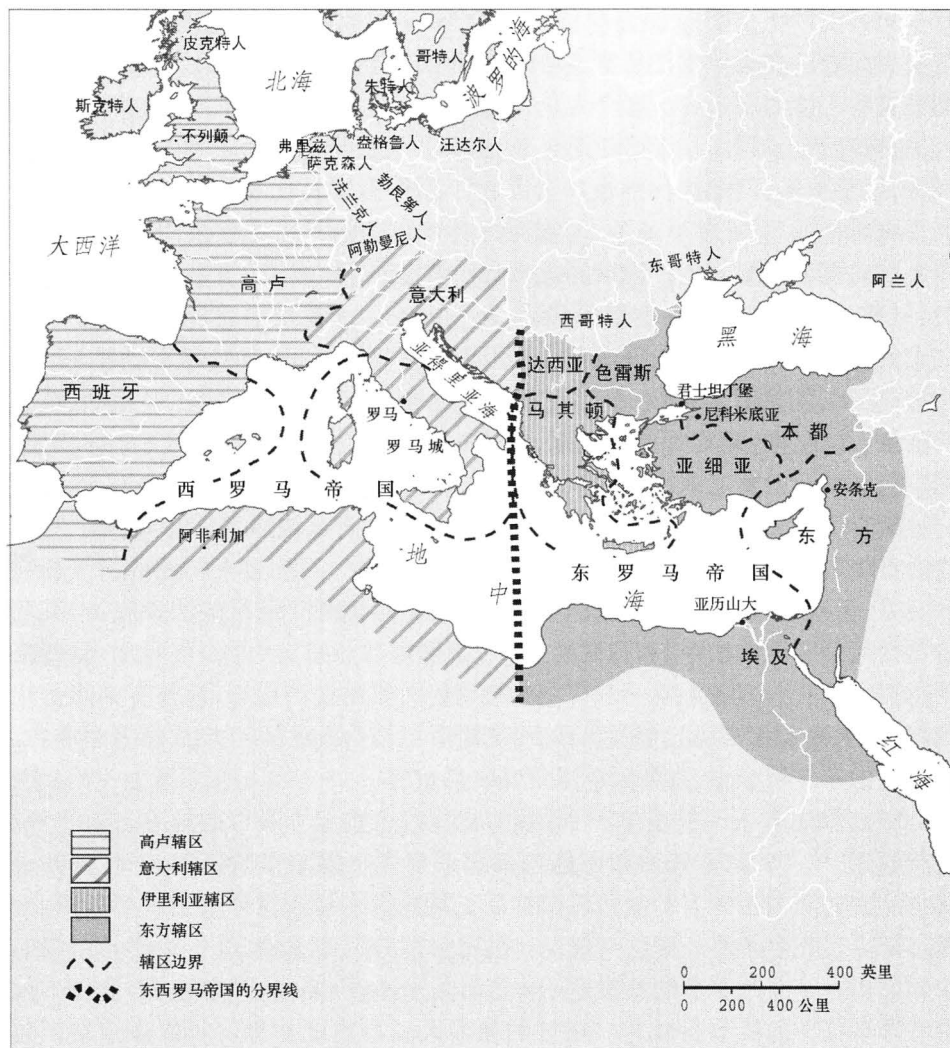 皮克特人
哥特人
波罗的海
北海
朱特人
斯克特人
不列颠
弗里兹人
盎格鲁人
汪达尔人
萨克森人
法兰克人
勃艮第人
大西洋
阿勒曼尼人
东哥特人
阿兰人
高卢
意大利
西哥特人
黑海
达西亚
色雷斯
亚得里亚海
西班牙
君士坦丁堡
马其顿
尼科米底亚
罗马
本都
罗马城
亚细亚
西罗马帝国
安条克
阿非利加
东方
地中海
东罗马帝国
亚历山大
埃及
红海
高卢辖区
意大利辖区
伊里利亚辖区
东方辖区
辖区边界
东西罗马帝国的分界线
0 200 400 英里
0 200 400 公里